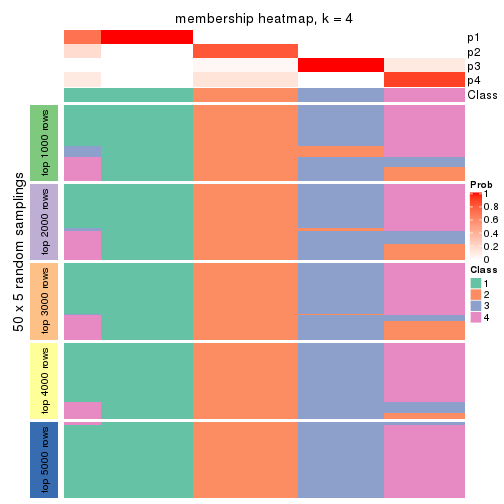 membership heatmap, k = 4
p1
p2
p3
p4
Class
50 x 5 random samplings
top 1000 rows
top 2000 rows
top 3000 rows
top 4000 rows
top 5000 rows
Prob
1
0.8
0.6
0.4
0.2
0
Class
1
2
3
4